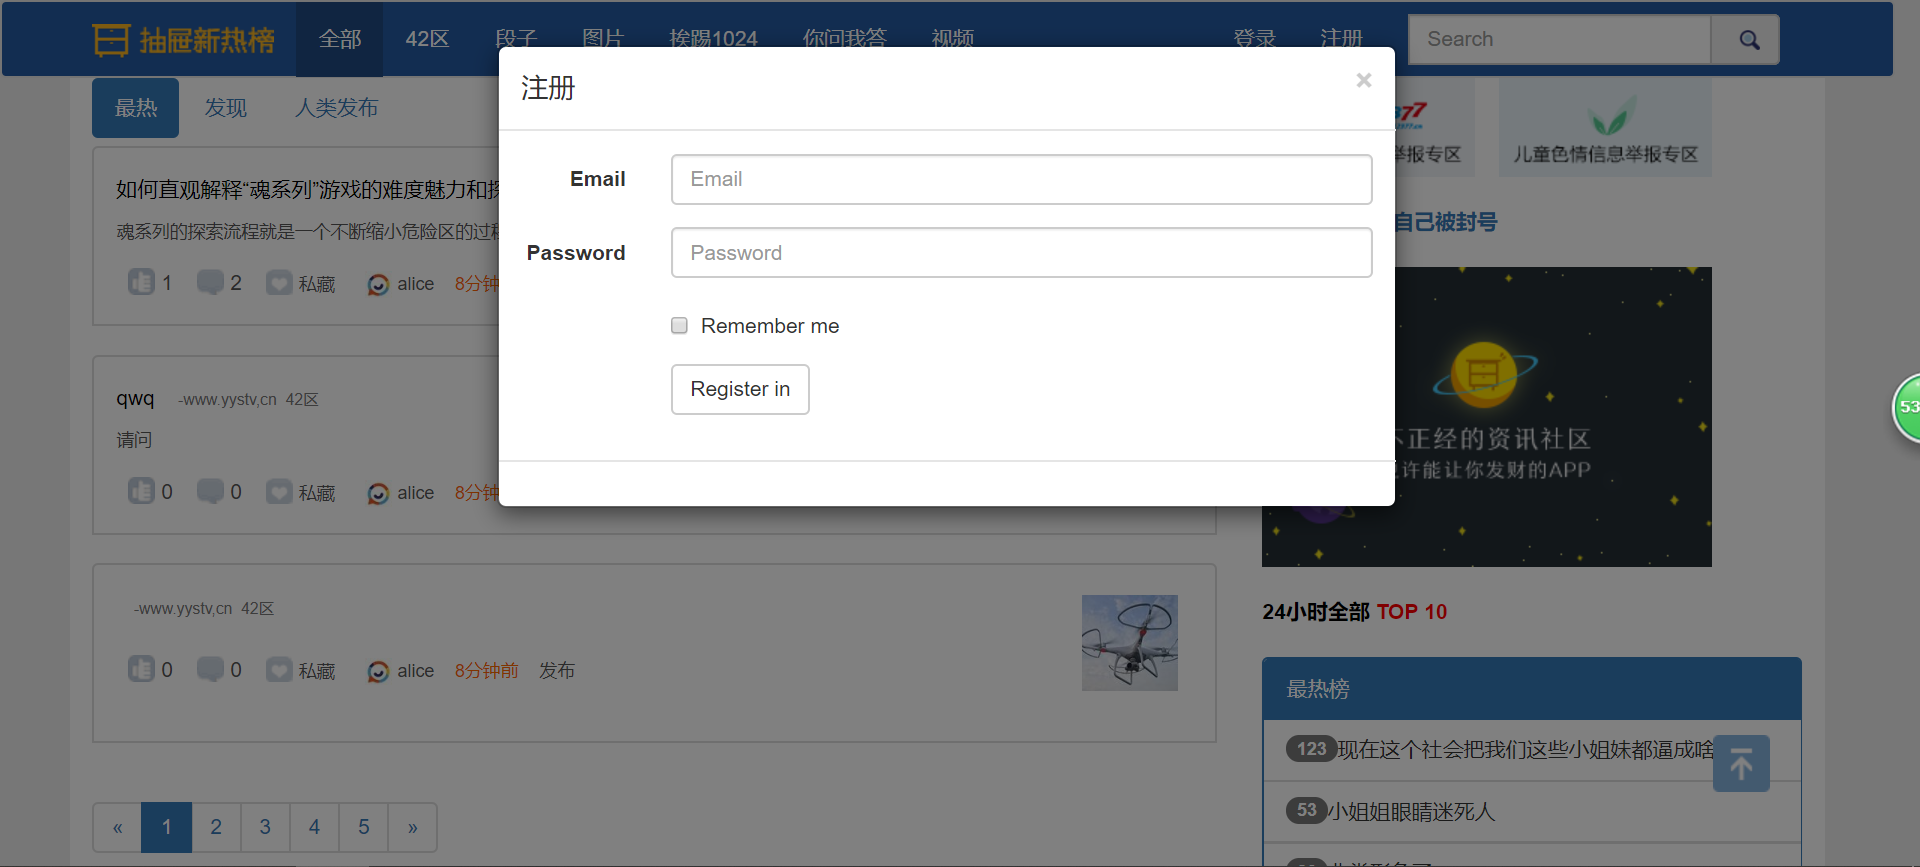 抽屉新热榜 全部 42区 段子 图片 挨踢1024 你问我答 视频 登录 注册 Search
最热 发现 人类发布
注册 ×
Email Email
Password Password
Remember me
Register in
如何直观解释“魂系列”游戏的难度魅力和
魂系列的探索流程就是一个不断缩小危险区的过
1 2 私藏 alice 8分钟
qwq -www.yystv,cn 42区
请问
0 0 私藏 alice 8分钟
-www.yystv,cn 42区
0 0 私藏 alice 8分钟前 发布
« 1 2 3 4 5 »
77
举报专区
儿童色情信息举报专区
自己被封号
不正经的资讯社区
许能让你发财的APP
24小时全部 TOP 10
最热榜
123 现在这个社会把我们这些小姐妹都逼成啥
53 小姐姐眼睛迷死人
53